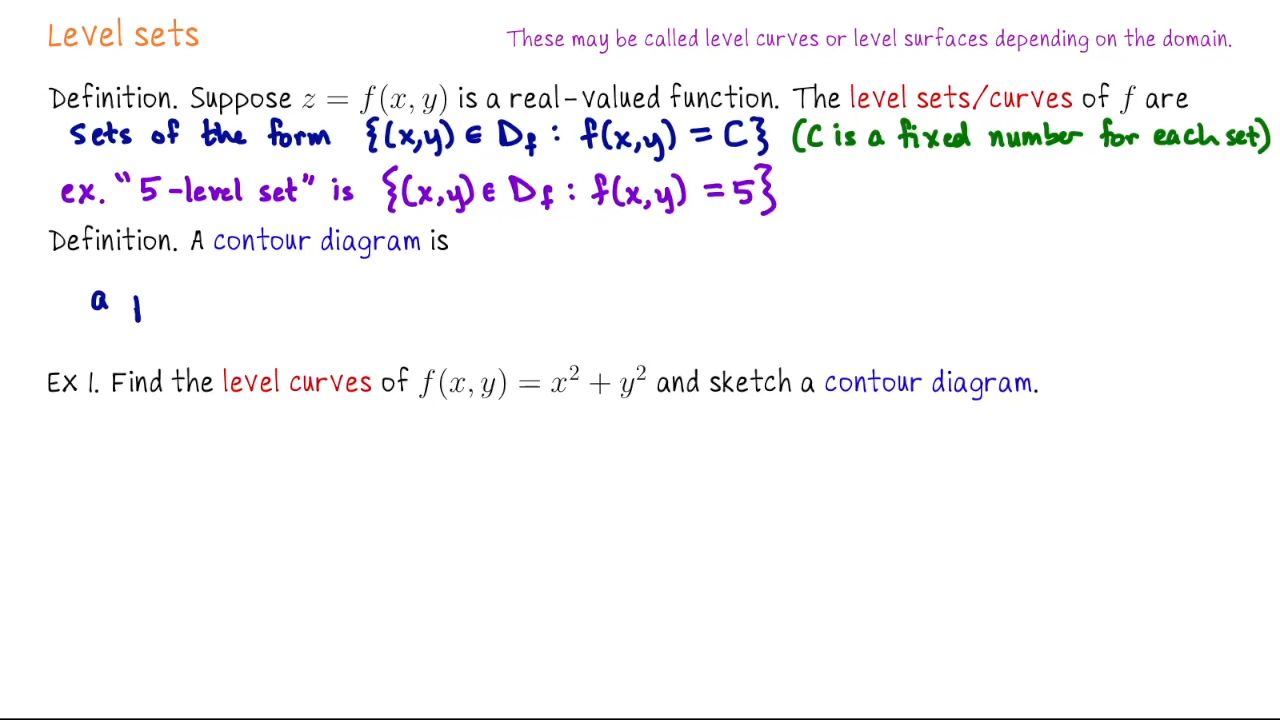 Level sets
These may be called level curves or level surfaces depending on the domain.
Definition. Suppose z = f(x, y) is a real-valued function. The level sets/curves of f are
sets of the form {(x,y) ∈ D_f : f(x,y) = C} (C is a fixed number for each set)
ex. "5-level set" is {(x,y) ∈ D_f : f(x,y) = 5}
Definition. A contour diagram is
a
Ex 1. Find the level curves of f(x, y) = x² + y² and sketch a contour diagram.